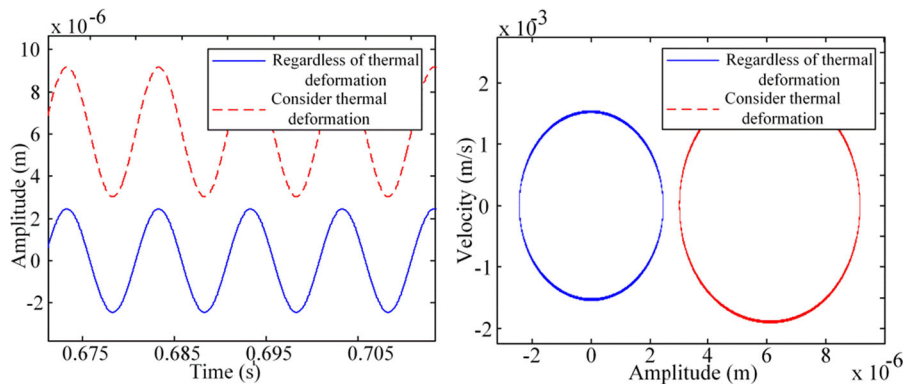 x 10^-6
10
8
6
4
2
0
-2
Amplitude (m)
0.675 0.685 0.695 0.705
Time (s)
Regardless of thermal
deformation
Consider thermal
deformation
x 10^-3
2
1
0
-1
-2
Velocity (m/s)
-2 0 2 4 6 8 x 10^-6
Amplitude (m)
Regardless of thermal
deformation
Consider thermal
deformation